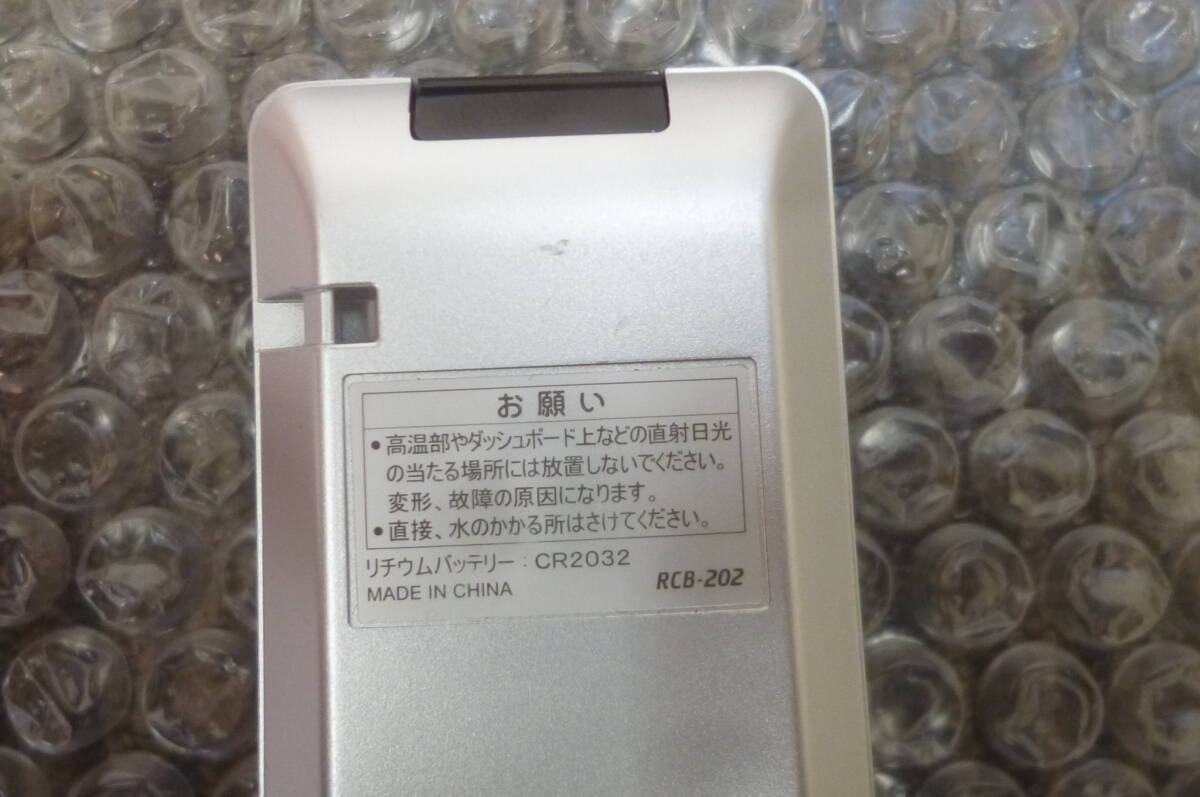 お願い
•高温部やダッシュボード上などの直射日光
の当たる場所には放置しないでください。
変形、故障の原因になります。
•直接、水のかかる所はさけてください。
リチウムバッテリー：CR2032
MADE IN CHINA
RCB-202